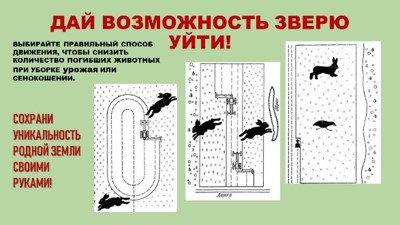 ДАЙ ВОЗМОЖНОСТЬ ЗВЕРЮ
УЙТИ!
ВЫБИРАЙТЕ ПРАВИЛЬНЫЙ СПОСОБ
ДВИЖЕНИЯ, ЧТОБЫ СНИЗИТЬ
КОЛИЧЕСТВО ПОГИБШИХ ЖИВОТНЫХ
ПРИ УБОРКЕ урожая ИЛИ
СЕНОКОШЕНИИ.
СОХРАНИ
УНИКАЛЬНОСТЬ
РОДНОЙ ЗЕМЛИ
СВОИМИ
РУКАМИ!
Дорога